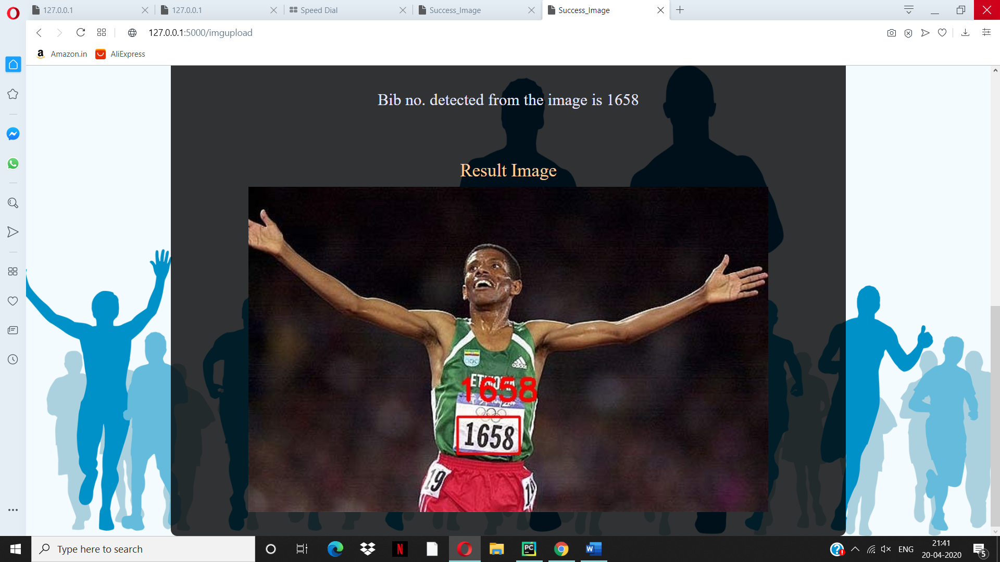 127.0.0.1
127.0.0.1
Speed Dial
Success_Image
Success_Image
127.0.0.1:5000/imgupload
Amazon.in
AliExpress
Bib no. detected from the image is 1658
Result Image
adidas
1658
1658
19
19
Type here to search
ENG
21:41
20-04-2020
5